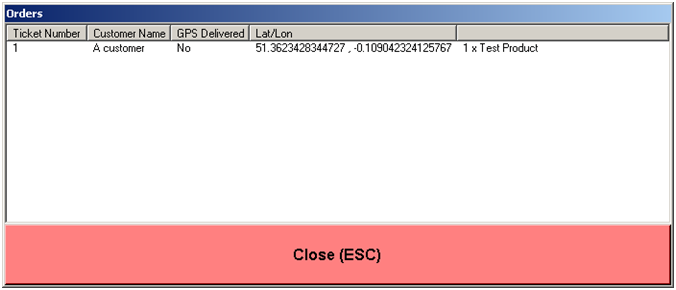 Orders
Ticket Number Customer Name GPS Delivered Lat/Lon
1 A customer No 51.3623428344727 , -0.109042324125767 1 x Test Product
Close (ESC)